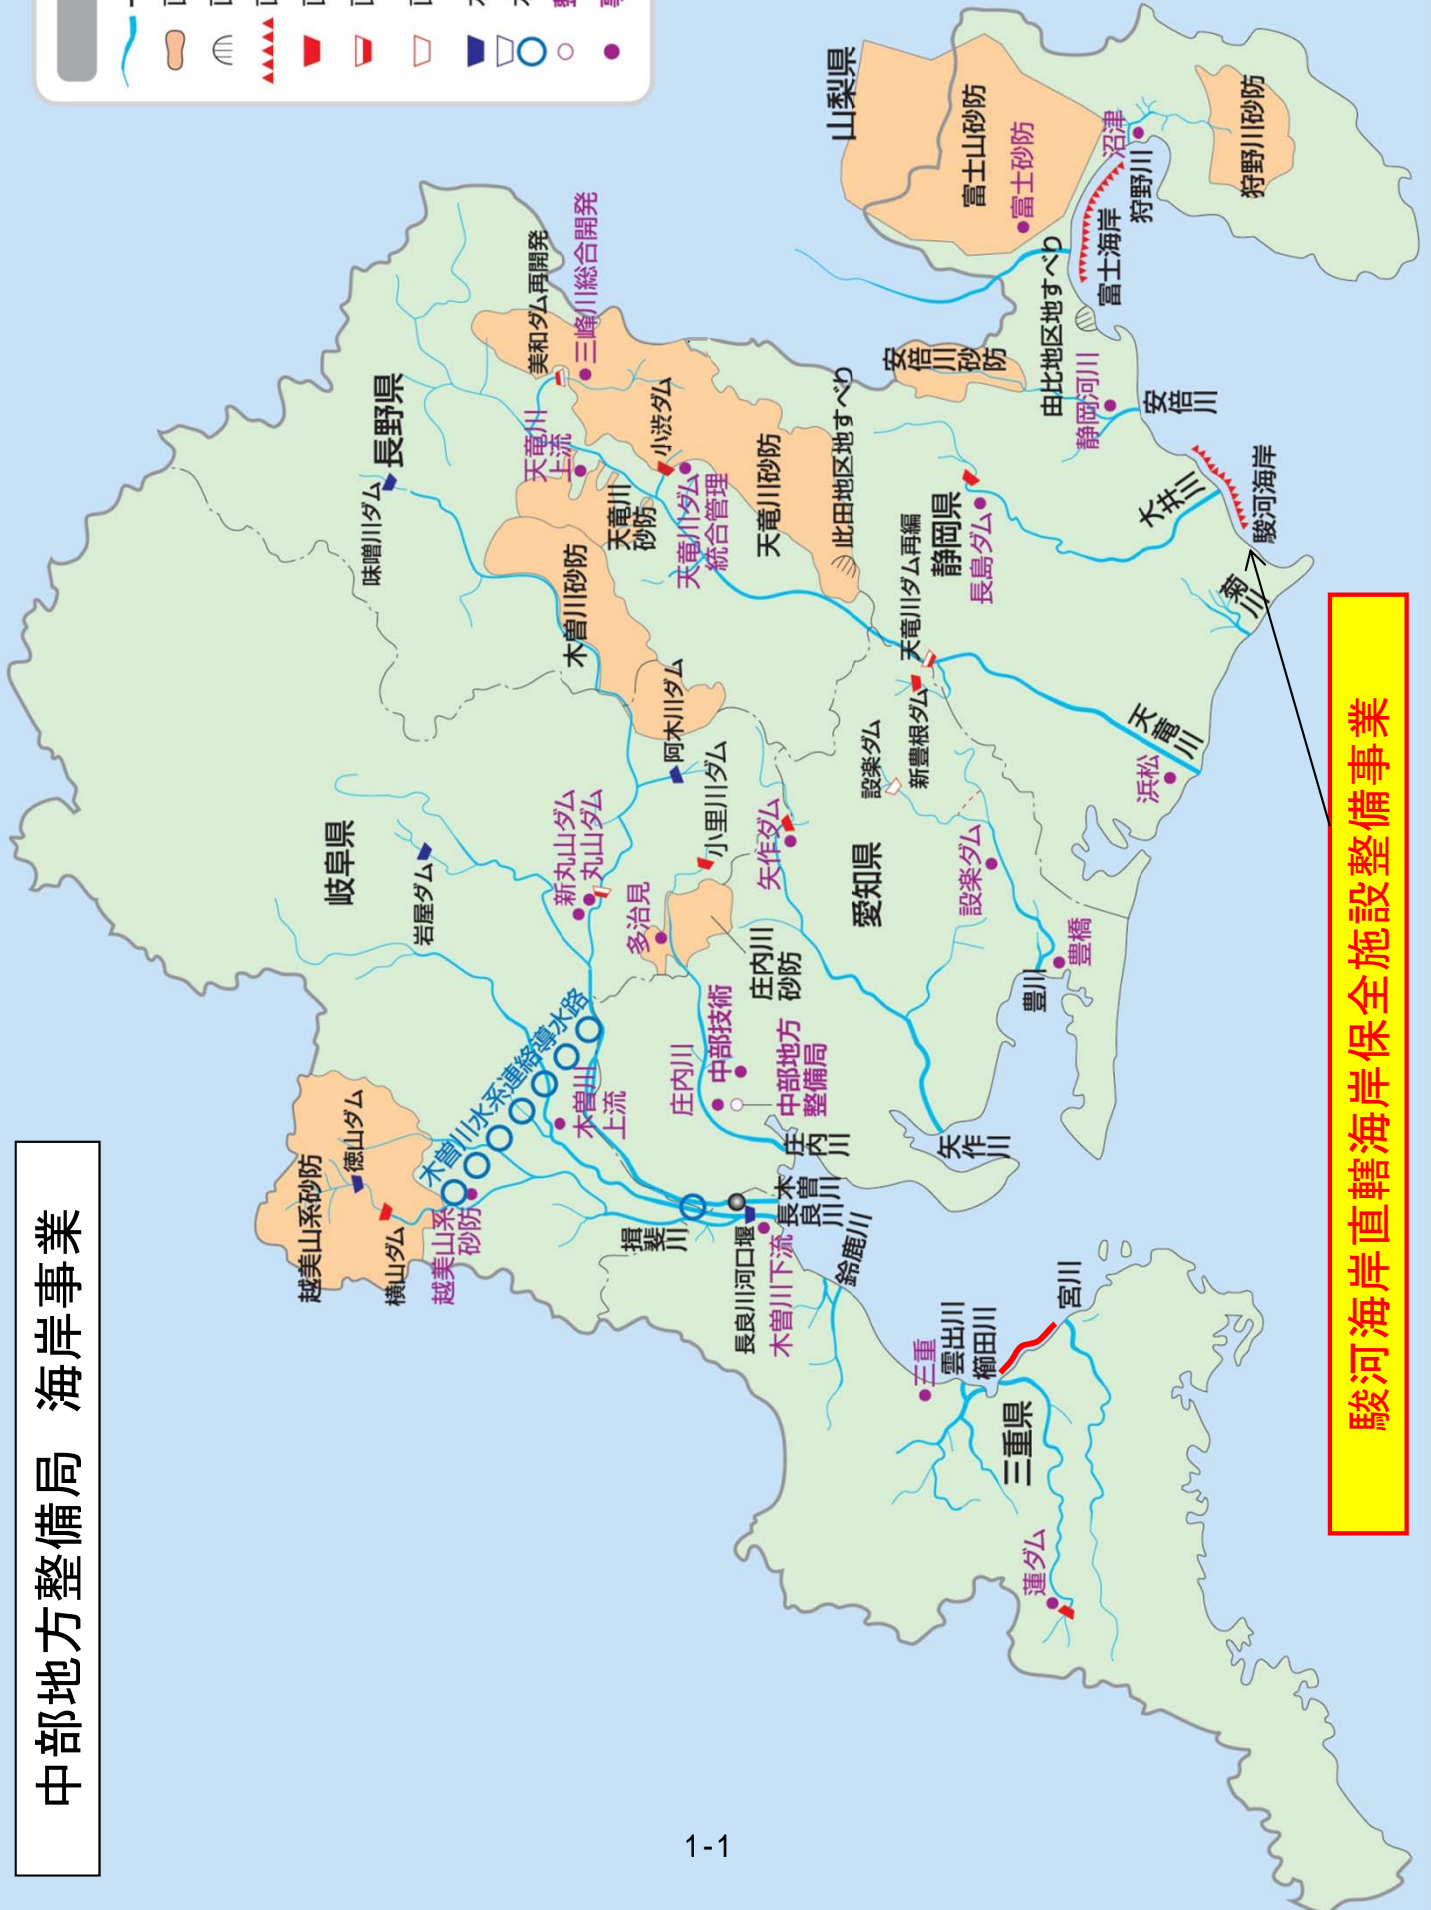 中部地方整備局　海岸事業
越美山系砂防
徳山ダム
横山ダム
越美山系
砂防
木曽川水系連絡導水路
木曽川
上流
岐阜県
岩屋ダム
味噌川ダム
長野県
新丸山ダム
丸山ダム
木曽川砂防
天竜川
上流
美和ダム再開発
三峰川総合開発
天竜川
砂防
小渋ダム
天竜川ダム
統合管理
天竜川砂防
此田地区地すべり
阿木川ダム
小里川ダム
多治見
庄内川
砂防
矢作ダム
庄内川
中部技術
中部地方
整備局
庄内川
揖斐川
長良川
木曽川
長良川河口堰
木曽川下流
鈴鹿川
三重
雲出川
櫛田川
宮川
三重県
蓮ダム
愛知県
矢作川
設楽ダム
新豊根ダム
天竜川ダム再編
設楽ダム
豊川
豊橋
静岡県
長島ダム
浜松
天竜川
菊川
大井川
駿河海岸
安倍川砂防
由比地区地すべり
静岡河川
安倍川
山梨県
富士山砂防
富士砂防
富士海岸
沼津
狩野川
狩野川砂防
駿河海岸直轄海岸保全施設整備事業
1-1